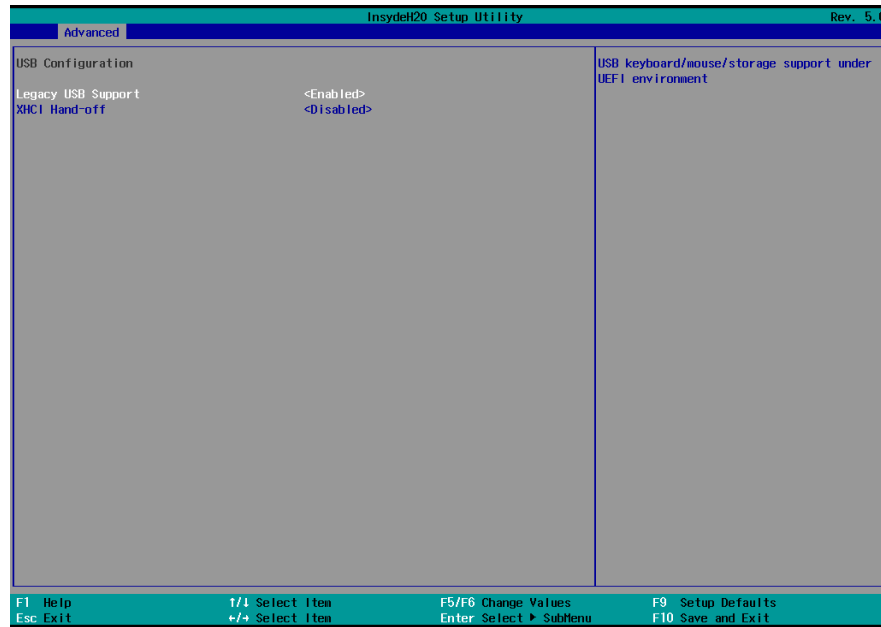 InsydeH2O Setup Utility Rev. 5.
Advanced
USB Configuration
Legacy USB Support <Enabled>
XHCI Hand-off <Disabled>
USB keyboard/mouse/storage support under
UEFI environment
F1 Help ↑/↓ Select Item F5/F6 Change Values F9 Setup Defaults
Esc Exit ←/→ Select Item Enter Select ▶ SubMenu F10 Save and Exit